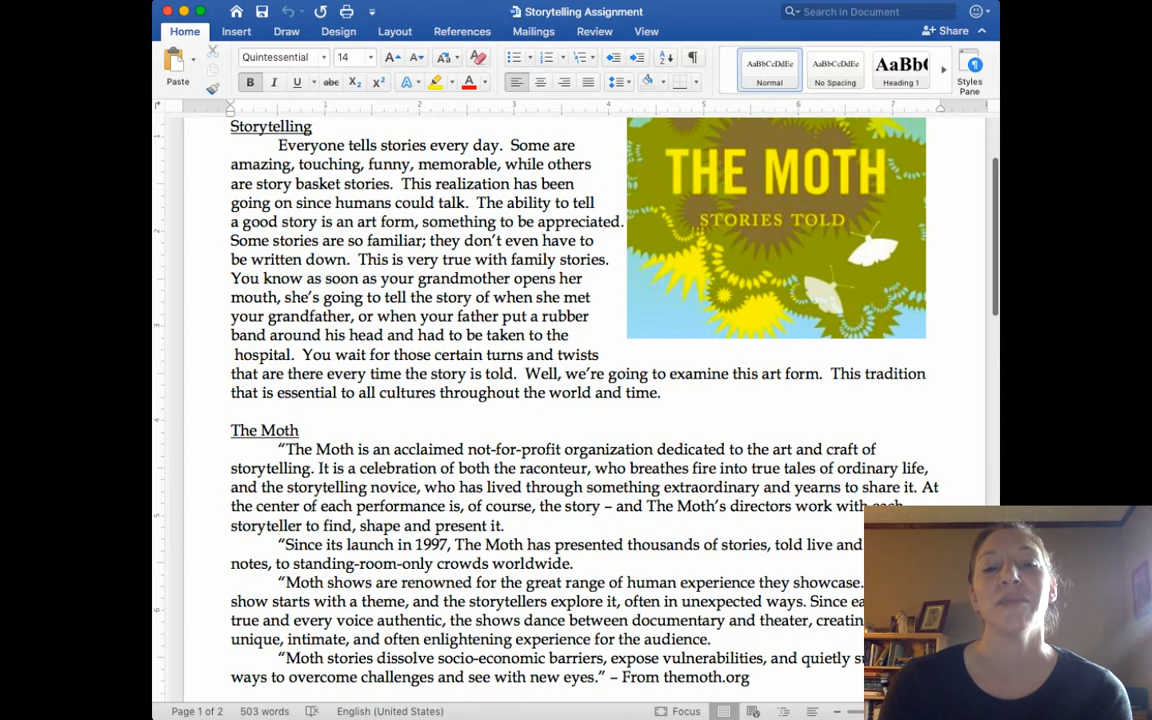 Storytelling Assignment
Search in Document
Home Insert Draw Design Layout References Mailings Review View Share
Paste
Quintessential 14
B I U abc X₂ X²
AaBbCcDdEe AaBbCcDdEe AaBb
Normal No Spacing Heading 1
Styles Pane
1 2 3 4 5 6 7
THE MOTH
STORIES TOLD
Storytelling
Everyone tells stories every day. Some are
amazing, touching, funny, memorable, while others
are story basket stories. This realization has been
going on since humans could talk. The ability to tell
a good story is an art form, something to be appreciated.
Some stories are so familiar; they don't even have to
be written down. This is very true with family stories.
You know as soon as your grandmother opens her
mouth, she's going to tell the story of when she met
your grandfather, or when your father put a rubber
band around his head and had to be taken to the
hospital. You wait for those certain turns and twists
that are there every time the story is told. Well, we're going to examine this art form. This tradition
that is essential to all cultures throughout the world and time.
The Moth
"The Moth is an acclaimed not-for-profit organization dedicated to the art and craft of
storytelling. It is a celebration of both the raconteur, who breathes fire into true tales of ordinary life,
and the storytelling novice, who has lived through something extraordinary and yearns to share it. At
the center of each performance is, of course, the story – and The Moth's directors work with each
storyteller to find, shape and present it.
"Since its launch in 1997, The Moth has presented thousands of stories, told live and
notes, to standing-room-only crowds worldwide.
"Moth shows are renowned for the great range of human experience they showcase.
show starts with a theme, and the storytellers explore it, often in unexpected ways. Since
true and every voice authentic, the shows dance between documentary and theater,
unique, intimate, and often enlightening experience for the audience.
"Moth stories dissolve socio-economic barriers, expose vulnerabilities, and quietly
ways to overcome challenges and see with new eyes." – From themoth.org
Page 1 of 2 503 words English (United States) Focus